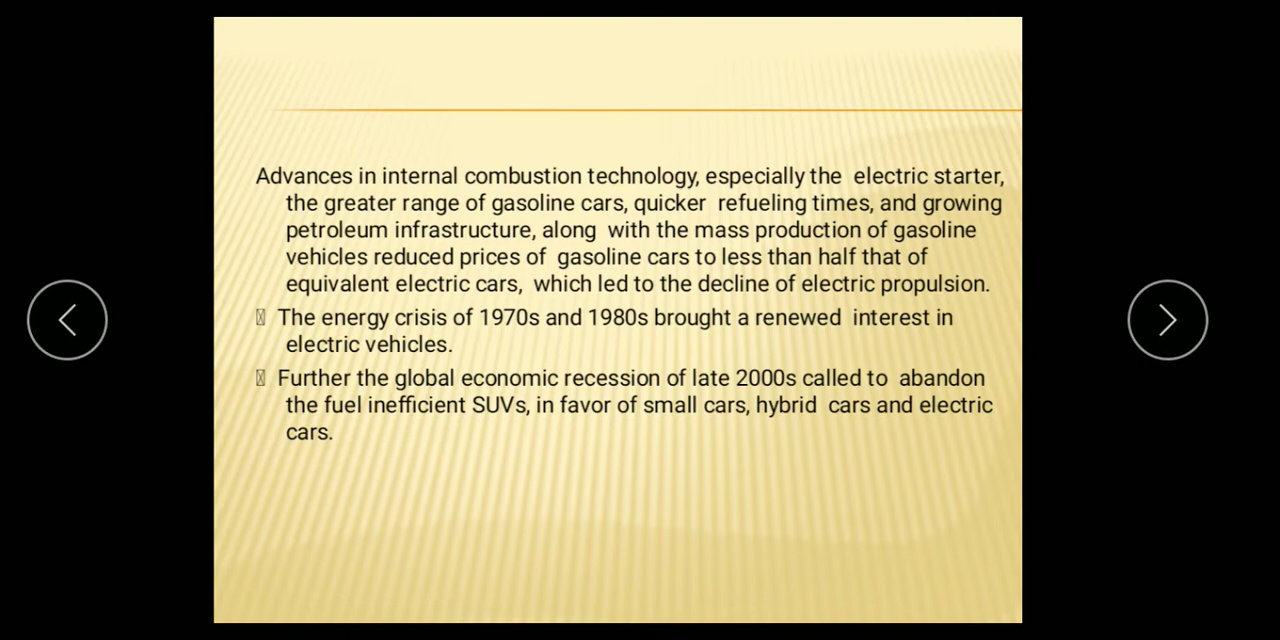 Advances in internal combustion technology, especially the electric starter,
the greater range of gasoline cars, quicker refueling times, and growing
petroleum infrastructure, along with the mass production of gasoline
vehicles reduced prices of gasoline cars to less than half that of
equivalent electric cars, which led to the decline of electric propulsion.
The energy crisis of 1970s and 1980s brought a renewed interest in
electric vehicles.
Further the global economic recession of late 2000s called to abandon
the fuel inefficient SUVs, in favor of small cars, hybrid cars and electric
cars.